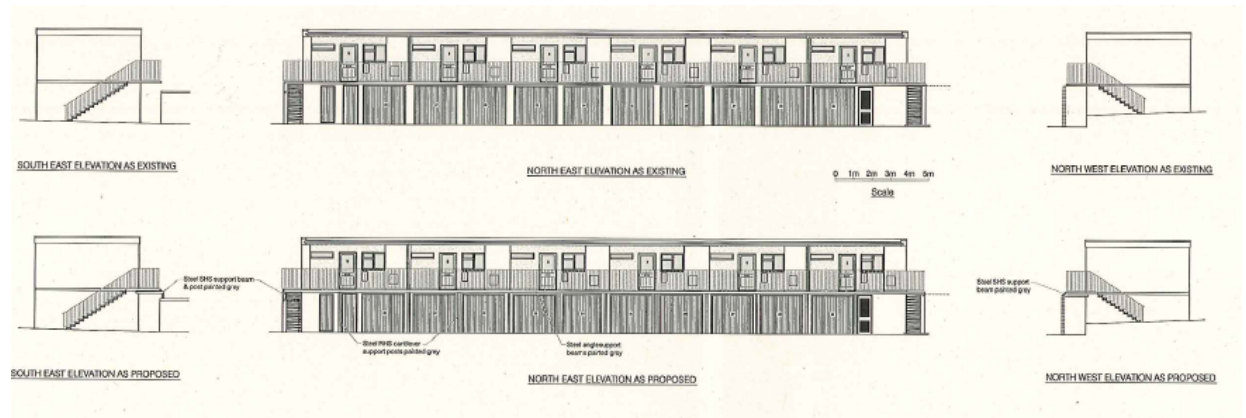 SOUTH EAST ELEVATION AS EXISTING
NORTH EAST ELEVATION AS EXISTING
NORTH WEST ELEVATION AS EXISTING
0 1m 2m 3m 4m 5m
Scale
Steel SHS support beam
& post painted grey
Steel SHS support
beam painted grey
Steel RHS cantilever
support posts painted grey
Steel angle support
beams painted grey
SOUTH EAST ELEVATION AS PROPOSED
NORTH EAST ELEVATION AS PROPOSED
NORTH WEST ELEVATION AS PROPOSED